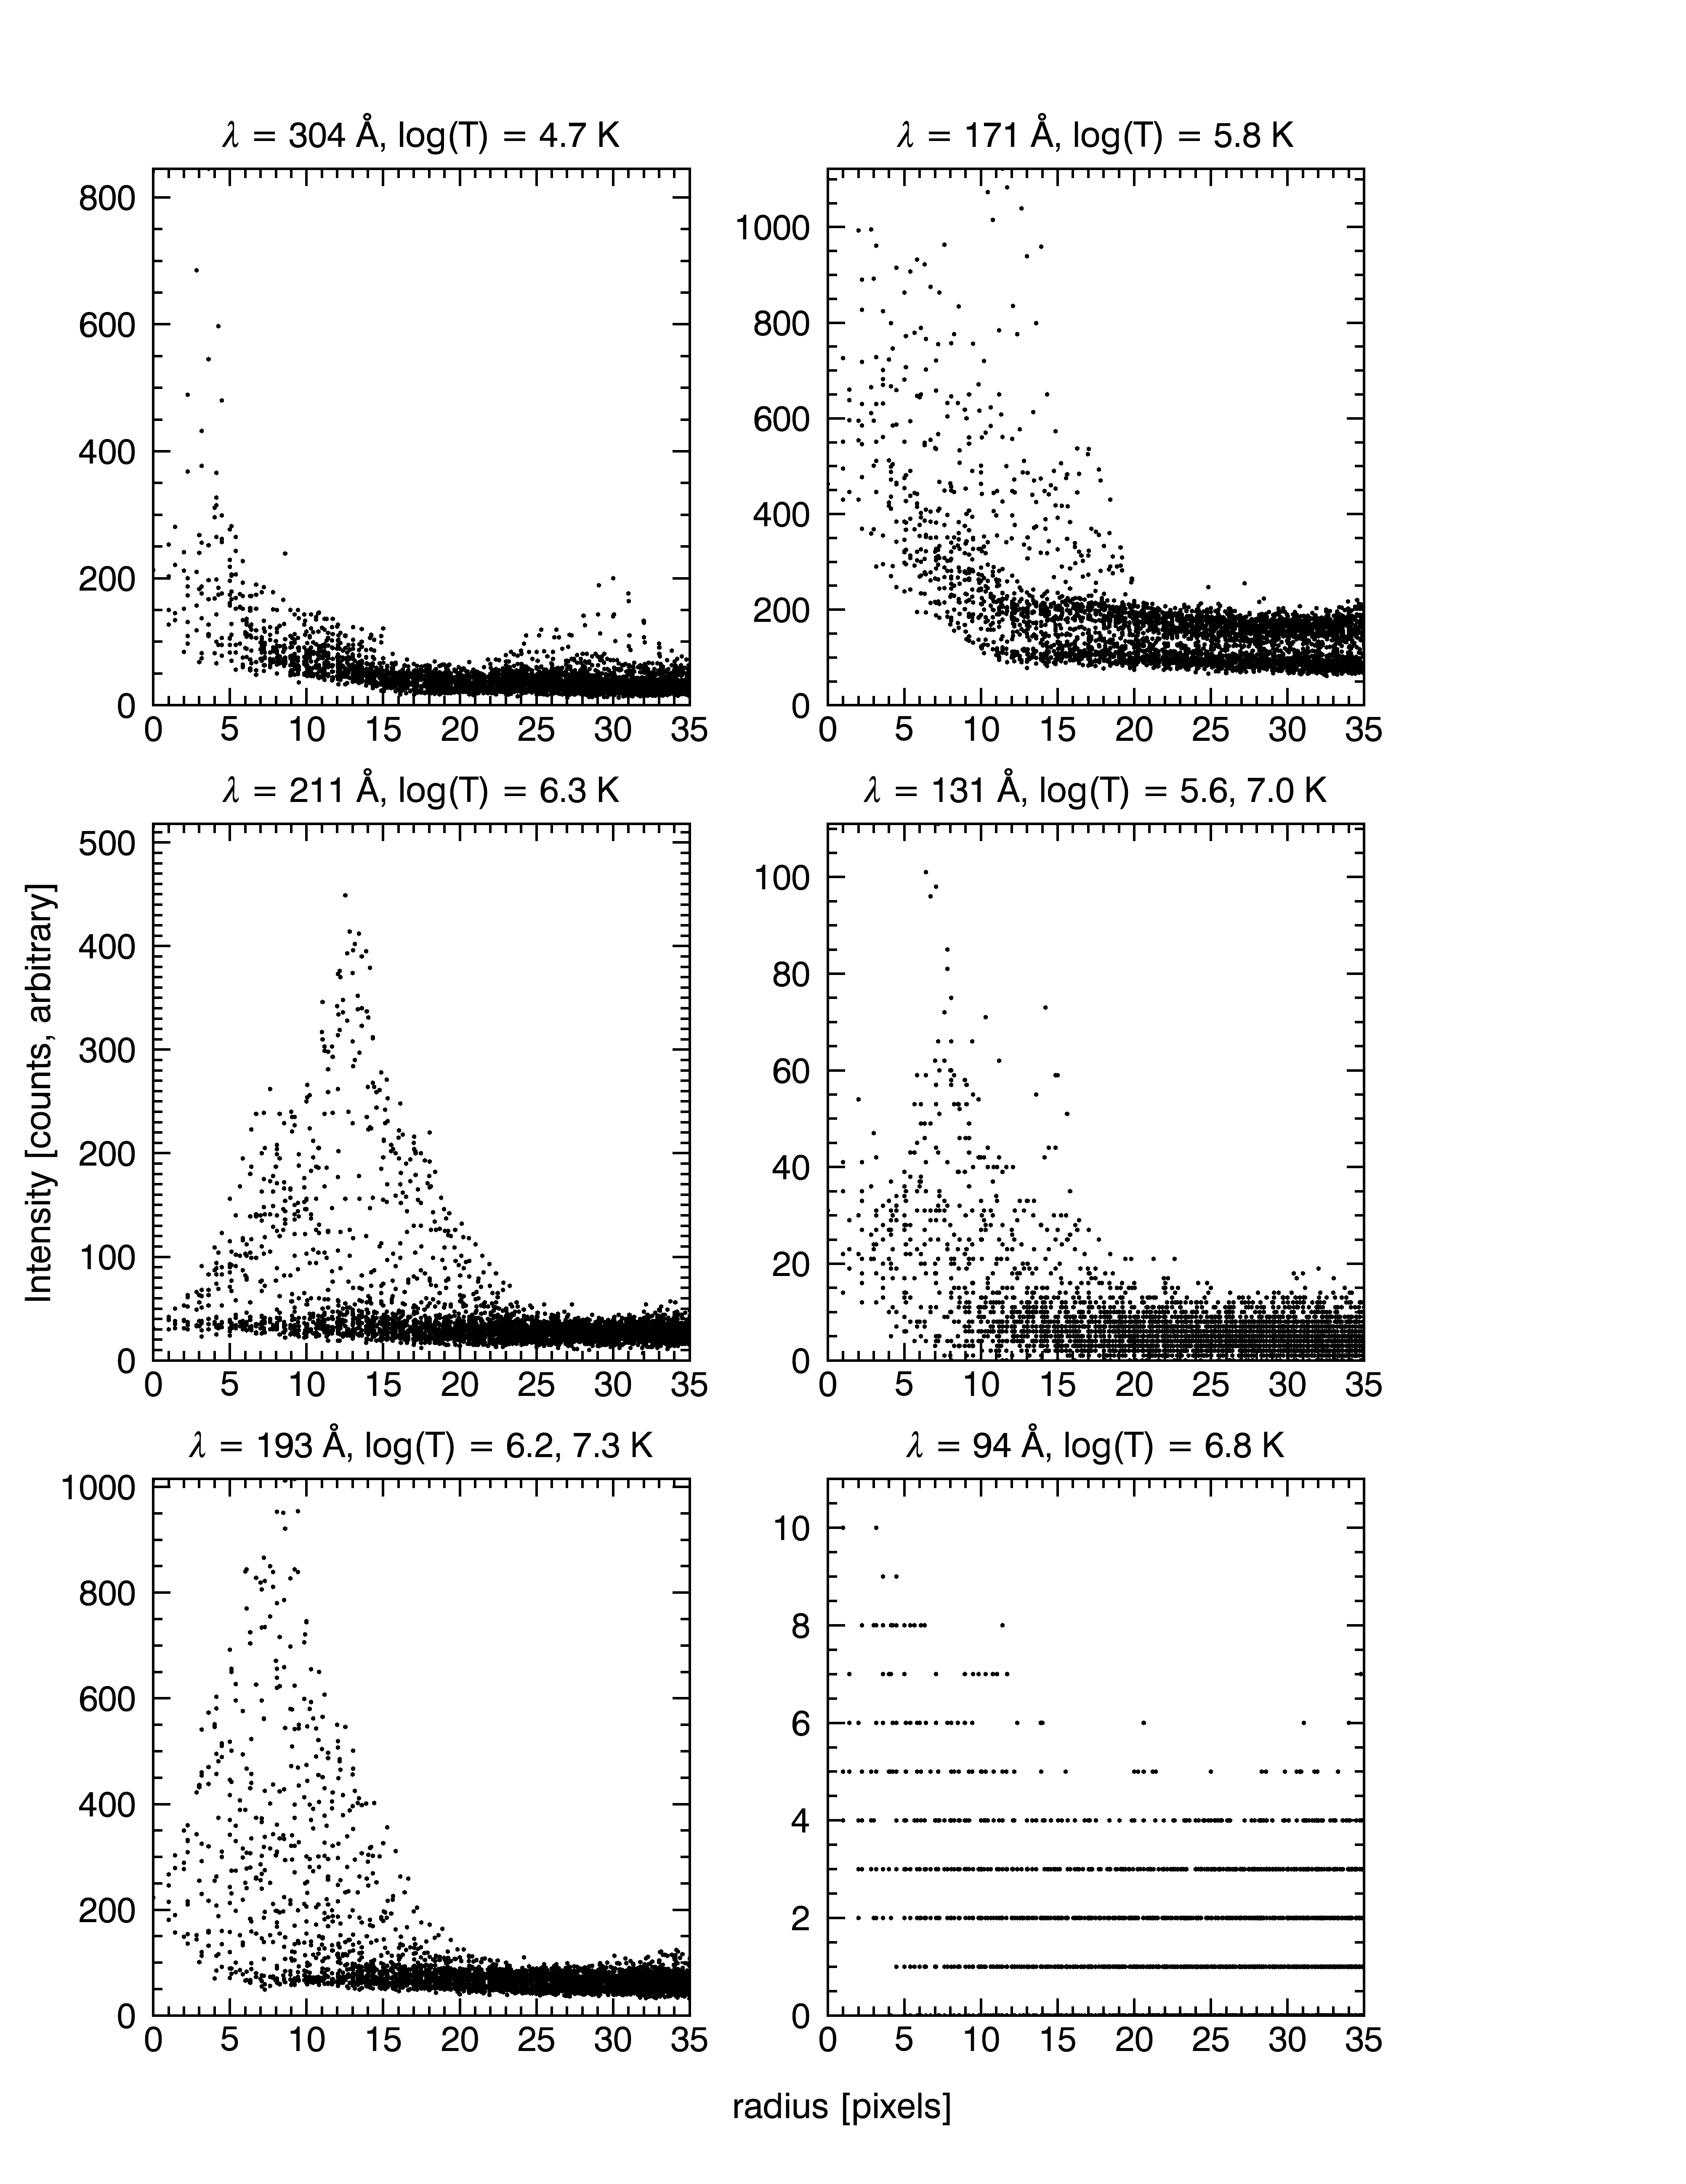 λ = 304 Å, log(T) = 4.7 K
800
600
400
200
0
0 5 10 15 20 25 30 35
λ = 171 Å, log(T) = 5.8 K
1000
800
600
400
200
0
0 5 10 15 20 25 30 35
λ = 211 Å, log(T) = 6.3 K
500
400
300
200
100
0
0 5 10 15 20 25 30 35
λ = 131 Å, log(T) = 5.6, 7.0 K
100
80
60
40
20
0
0 5 10 15 20 25 30 35
Intensity [counts, arbitrary]
λ = 193 Å, log(T) = 6.2, 7.3 K
1000
800
600
400
200
0
0 5 10 15 20 25 30 35
λ = 94 Å, log(T) = 6.8 K
10
8
6
4
2
0
0 5 10 15 20 25 30 35
radius [pixels]